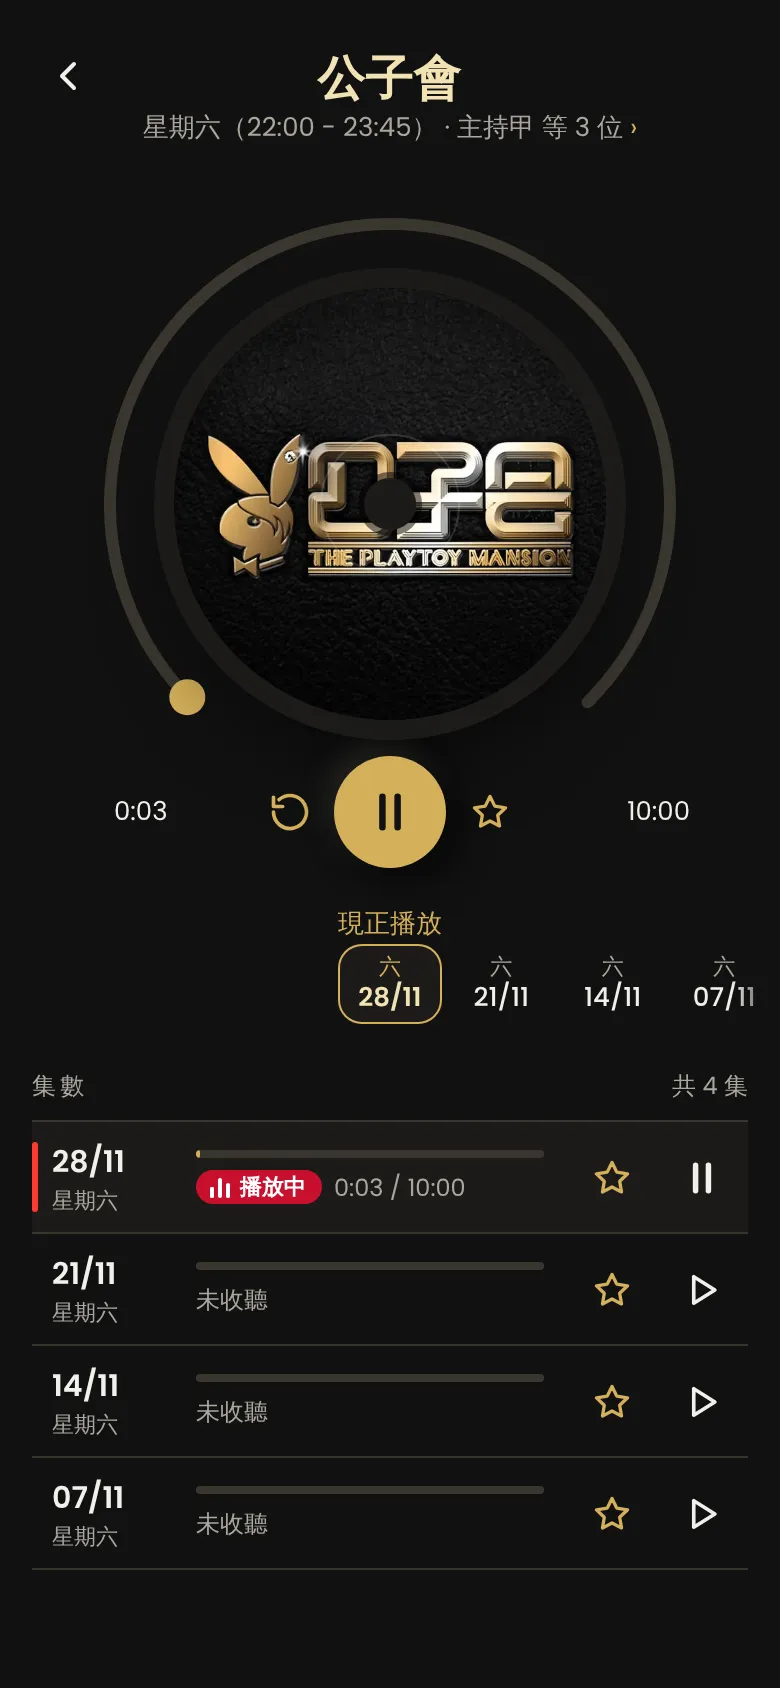 公子會
星期六（22:00 - 23:45） · 主持甲 等 3 位 ›
THE PLAYTOY MANSION
0:03
10:00
現正播放
六 六 六 六
28/11 21/11 14/11 07/11
集數 共 4 集
28/11
星期六
播放中 0:03 / 10:00
21/11
星期六
未收聽
14/11
星期六
未收聽
07/11
星期六
未收聽